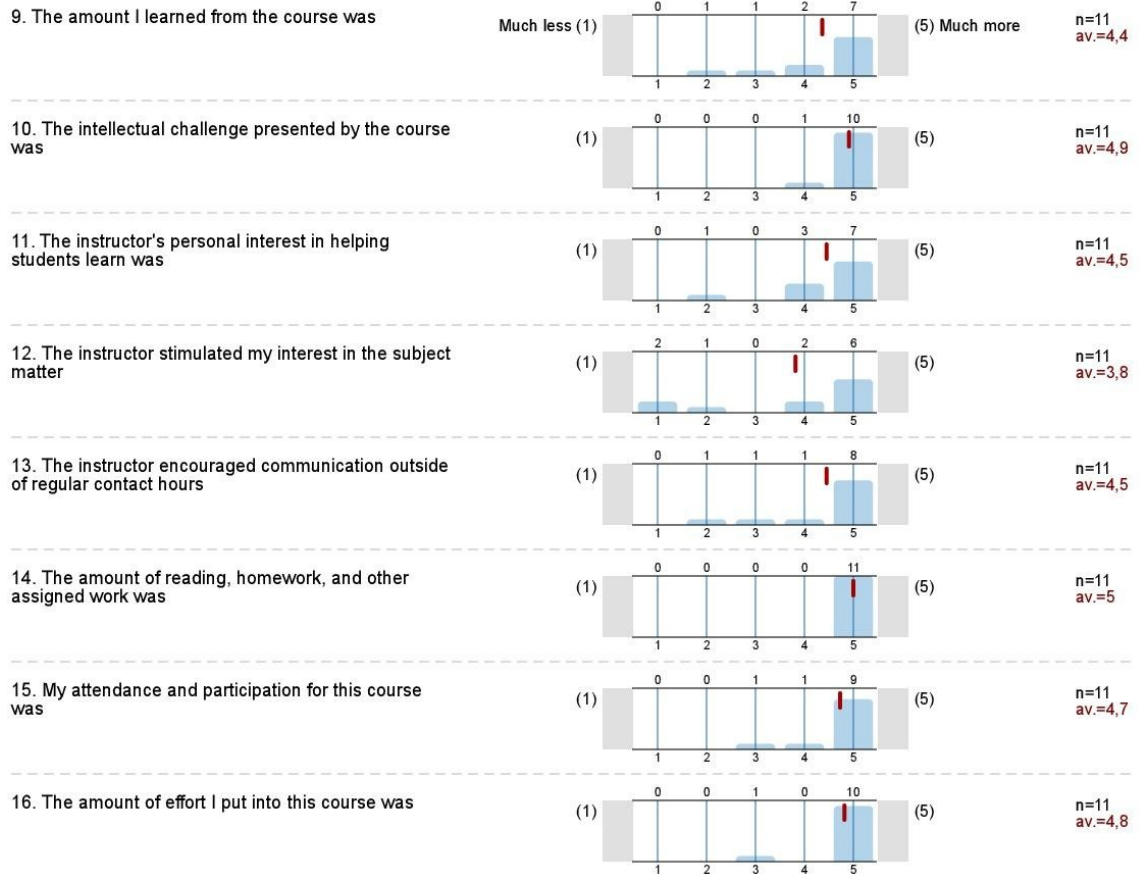 0 1 1 2 7
9. The amount I learned from the course was Much less (1) (5) Much more n=11
av.=4,4
1 2 3 4 5
0 0 0 1 10
10. The intellectual challenge presented by the course (1) (5) n=11
was av.=4,9
1 2 3 4 5
0 1 0 3 7
11. The instructor's personal interest in helping (1) (5) n=11
students learn was av.=4,5
1 2 3 4 5
2 1 0 2 6
12. The instructor stimulated my interest in the subject (1) (5) n=11
matter av.=3,8
1 2 3 4 5
0 1 1 1 8
13. The instructor encouraged communication outside (1) (5) n=11
of regular contact hours av.=4,5
1 2 3 4 5
0 0 0 0 11
14. The amount of reading, homework, and other (1) (5) n=11
assigned work was av.=5
1 2 3 4 5
0 0 1 1 9
15. My attendance and participation for this course (1) (5) n=11
was av.=4,7
1 2 3 4 5
0 0 1 0 10
16. The amount of effort I put into this course was (1) (5) n=11
av.=4,8
1 2 3 4 5